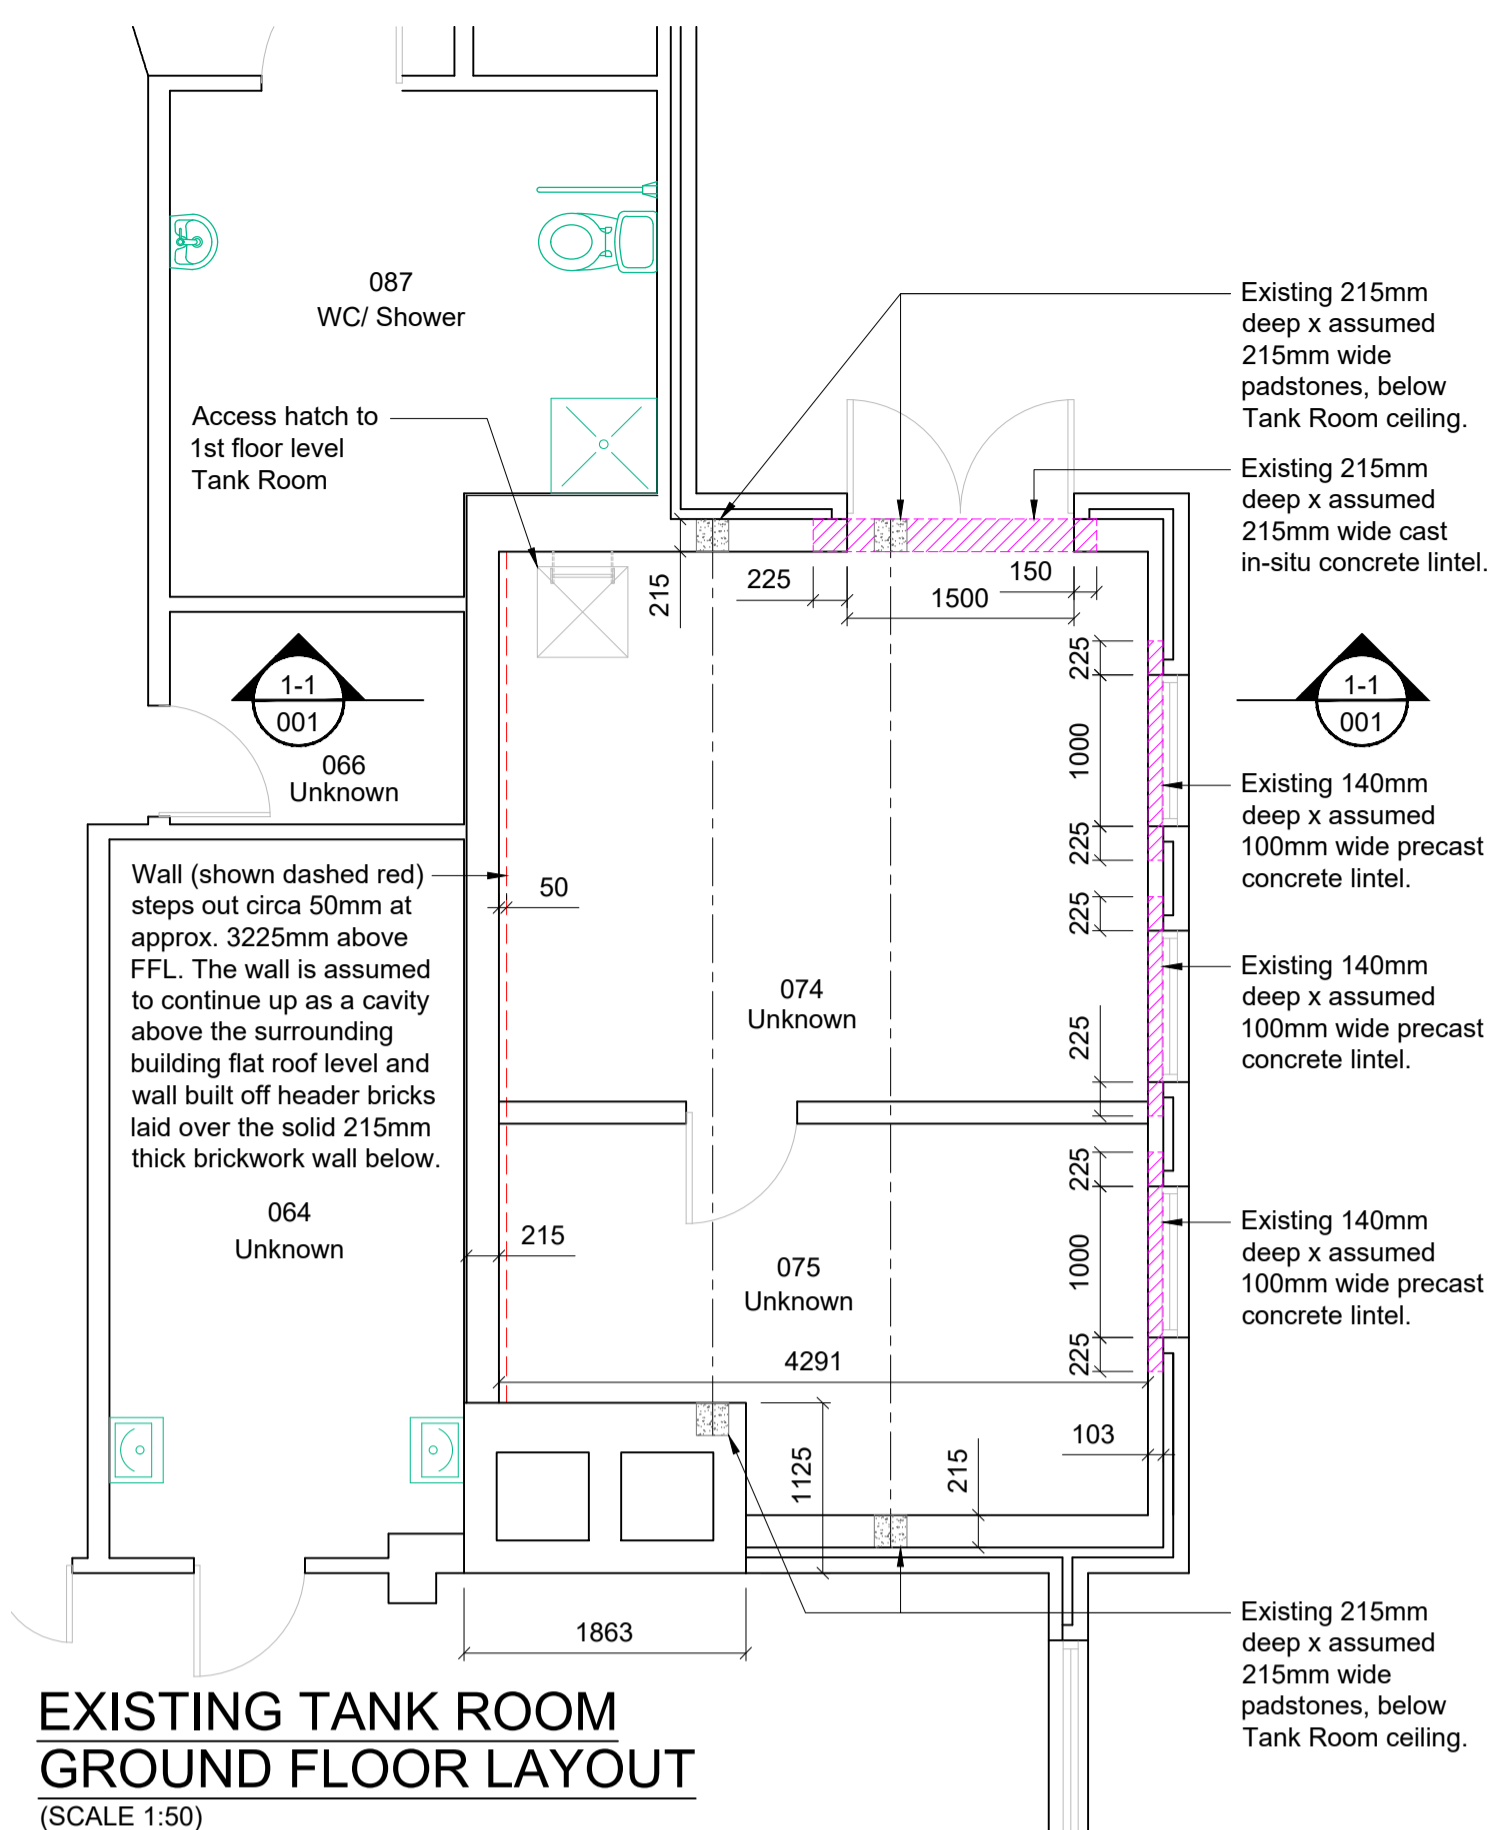 087
WC/ Shower
Access hatch to
1st floor level
Tank Room
Existing 215mm
deep x assumed
215mm wide
padstones, below
Tank Room ceiling.
Existing 215mm
deep x assumed
215mm wide cast
in-situ concrete lintel.
215
225
1500
150
225
1000
225
1-1
001
066
Unknown
1-1
001
Existing 140mm
deep x assumed
100mm wide precast
concrete lintel.
Wall (shown dashed red)
steps out circa 50mm at
approx. 3225mm above
FFL. The wall is assumed
to continue up as a cavity
above the surrounding
building flat roof level and
wall built off header bricks
laid over the solid 215mm
thick brickwork wall below.
50
225
225
Existing 140mm
deep x assumed
100mm wide precast
concrete lintel.
074
Unknown
064
Unknown
215
075
Unknown
225
1000
225
Existing 140mm
deep x assumed
100mm wide precast
concrete lintel.
4291
103
1125
215
1863
Existing 215mm
deep x assumed
215mm wide
padstones, below
Tank Room ceiling.
EXISTING TANK ROOM
GROUND FLOOR LAYOUT
(SCALE 1:50)